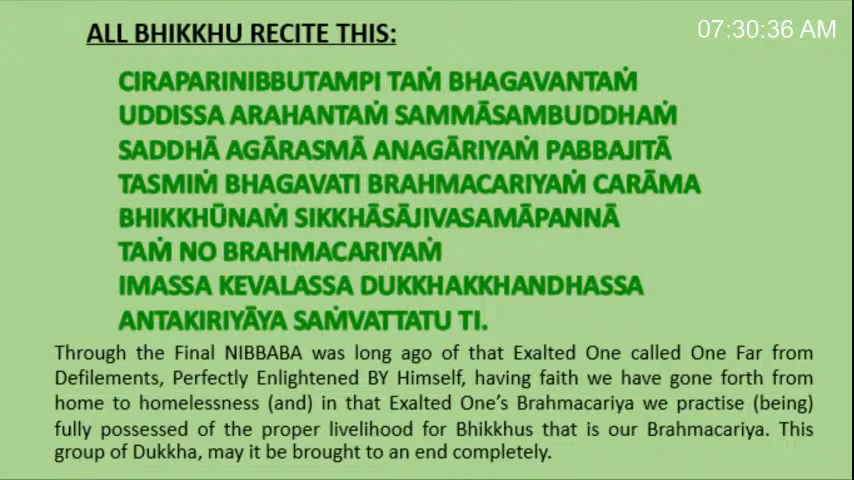 ALL BHIKKHU RECITE THIS:
07:30:36 AM
CIRAPARINIBBUTAMPI TAṀ BHAGAVANTAṀ
UDDISSA ARAHANTAṀ SAMMĀSAMBUDDHAṀ
SADDHĀ AGĀRASMĀ ANAGĀRIYAṀ PABBAJITĀ
TASMIṀ BHAGAVATI BRAHMACARIYAṀ CARĀMA
BHIKKHŪNAṀ SIKKHĀSĀJIVASAMĀPANNĀ
TAṀ NO BRAHMACARIYAṀ
IMASSA KEVALASSA DUKKHAKKHANDHASSA
ANTAKIRIYĀYA SAṀVATTATU TI.
Through the Final NIBBABA was long ago of that Exalted One called One Far from
Defilements, Perfectly Enlightened BY Himself, having faith we have gone forth from
home to homelessness (and) in that Exalted One's Brahmacariya we practise (being)
fully possessed of the proper livelihood for Bhikkhus that is our Brahmacariya. This
group of Dukkha, may it be brought to an end completely.